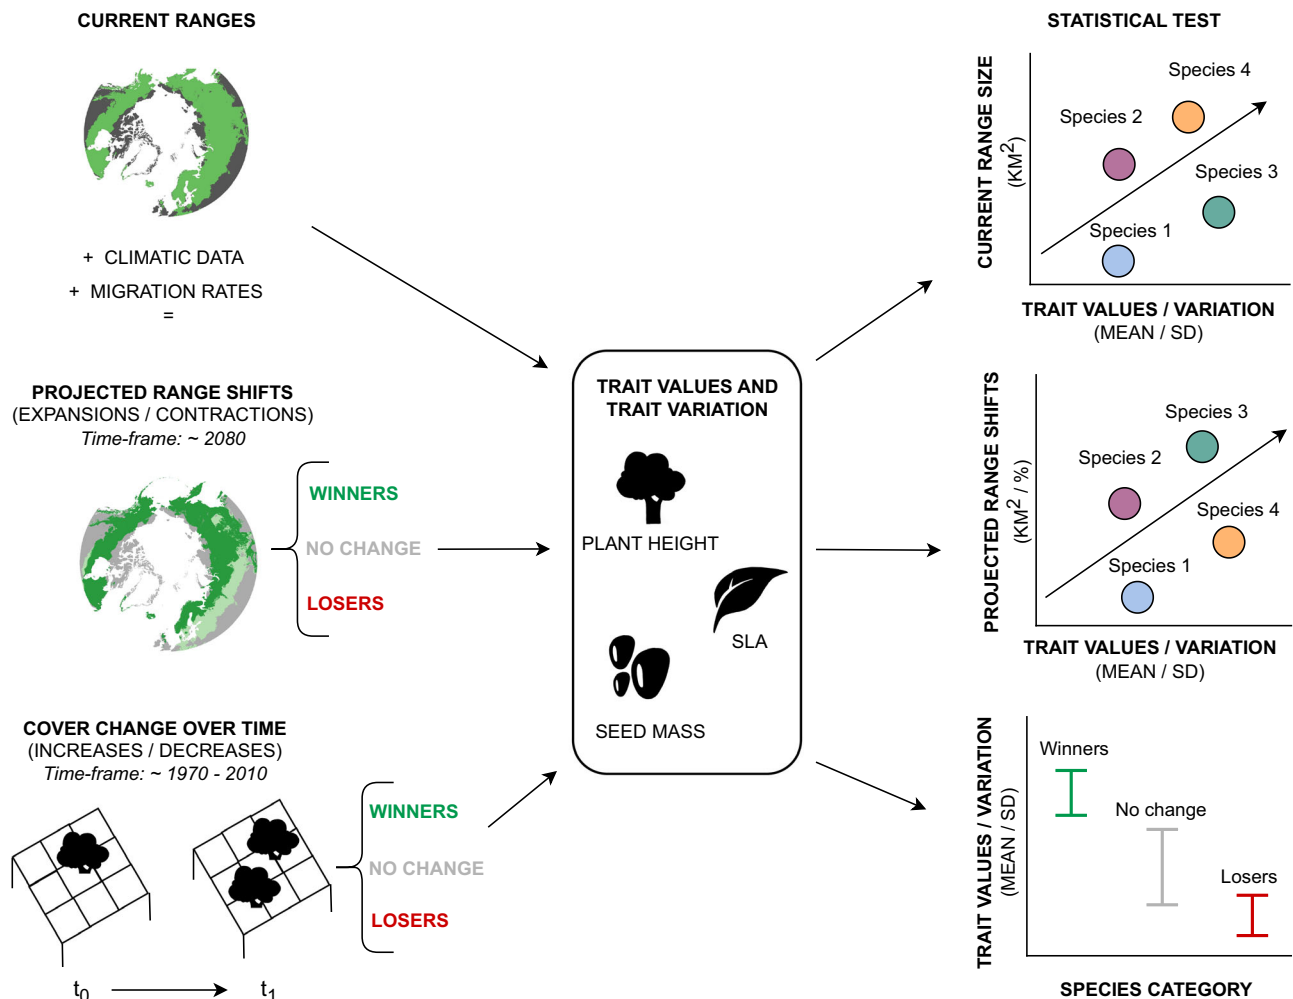 CURRENT RANGES
+ CLIMATIC DATA
+ MIGRATION RATES
=
PROJECTED RANGE SHIFTS
(EXPANSIONS / CONTRACTIONS)
Time-frame: ~ 2080
WINNERS
NO CHANGE
LOSERS
COVER CHANGE OVER TIME
(INCREASES / DECREASES)
Time-frame: ~ 1970 - 2010
WINNERS
NO CHANGE
LOSERS
t0
t1
TRAIT VALUES AND
TRAIT VARIATION
PLANT HEIGHT
SLA
SEED MASS
STATISTICAL TEST
CURRENT RANGE SIZE
(KM2)
Species 4
Species 2
Species 3
Species 1
TRAIT VALUES / VARIATION
(MEAN / SD)
PROJECTED RANGE SHIFTS
(KM2 / %)
Species 3
Species 2
Species 4
Species 1
TRAIT VALUES / VARIATION
(MEAN / SD)
TRAIT VALUES / VARIATION
(MEAN / SD)
Winners
No change
Losers
SPECIES CATEGORY